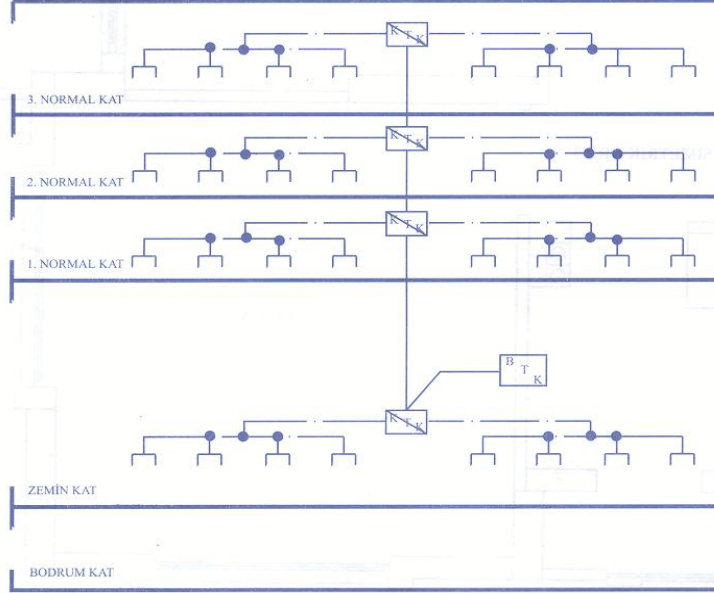 K T K
3. NORMAL KAT
K T K
2. NORMAL KAT
K T K
1. NORMAL KAT
B T K
K T K
ZEMİN KAT
BODRUM KAT